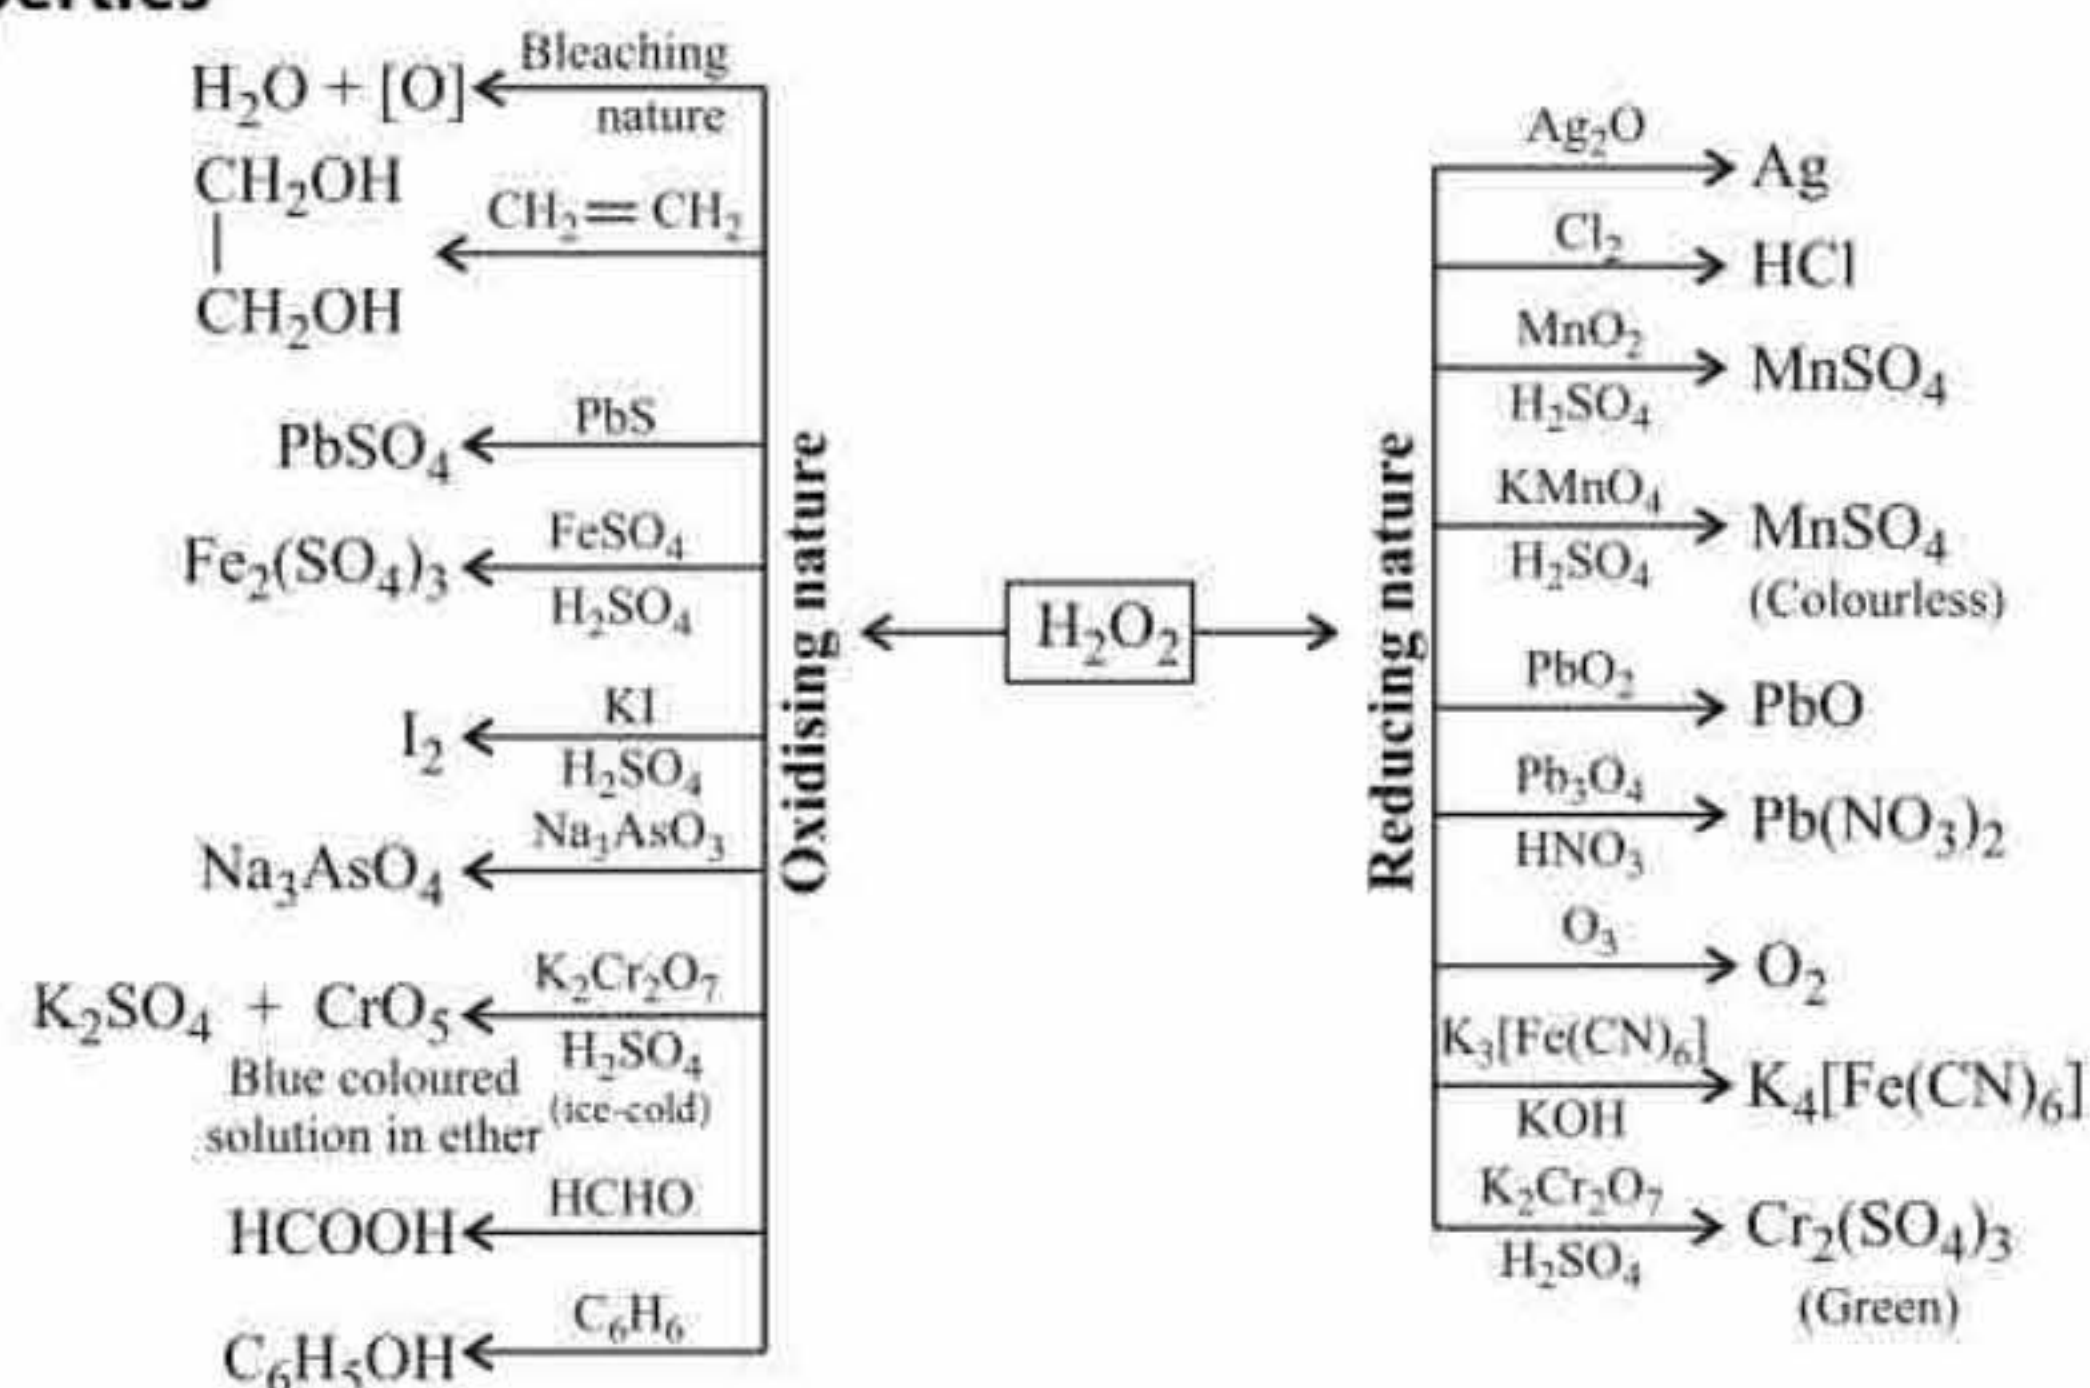 H₂O + [O]
Bleaching
nature
CH₂OH
|
CH₂OH
CH₂=CH₂
PbSO₄
PbS
Fe₂(SO₄)₃
FeSO₄
H₂SO₄
I₂
KI
H₂SO₄
Na₃AsO₄
Na₃AsO₃
K₂SO₄ + CrO₅
Blue coloured
solution in ether
K₂Cr₂O₇
H₂SO₄
(ice-cold)
HCOOH
HCHO
C₆H₅OH
C₆H₆
Oxidising nature
H₂O₂
Reducing nature
Ag₂O
Ag
Cl₂
HCl
MnO₂
H₂SO₄
MnSO₄
KMnO₄
H₂SO₄
MnSO₄
(Colourless)
PbO₂
PbO
Pb₃O₄
HNO₃
Pb(NO₃)₂
O₃
O₂
K₃[Fe(CN)₆]
KOH
K₄[Fe(CN)₆]
K₂Cr₂O₇
H₂SO₄
Cr₂(SO₄)₃
(Green)